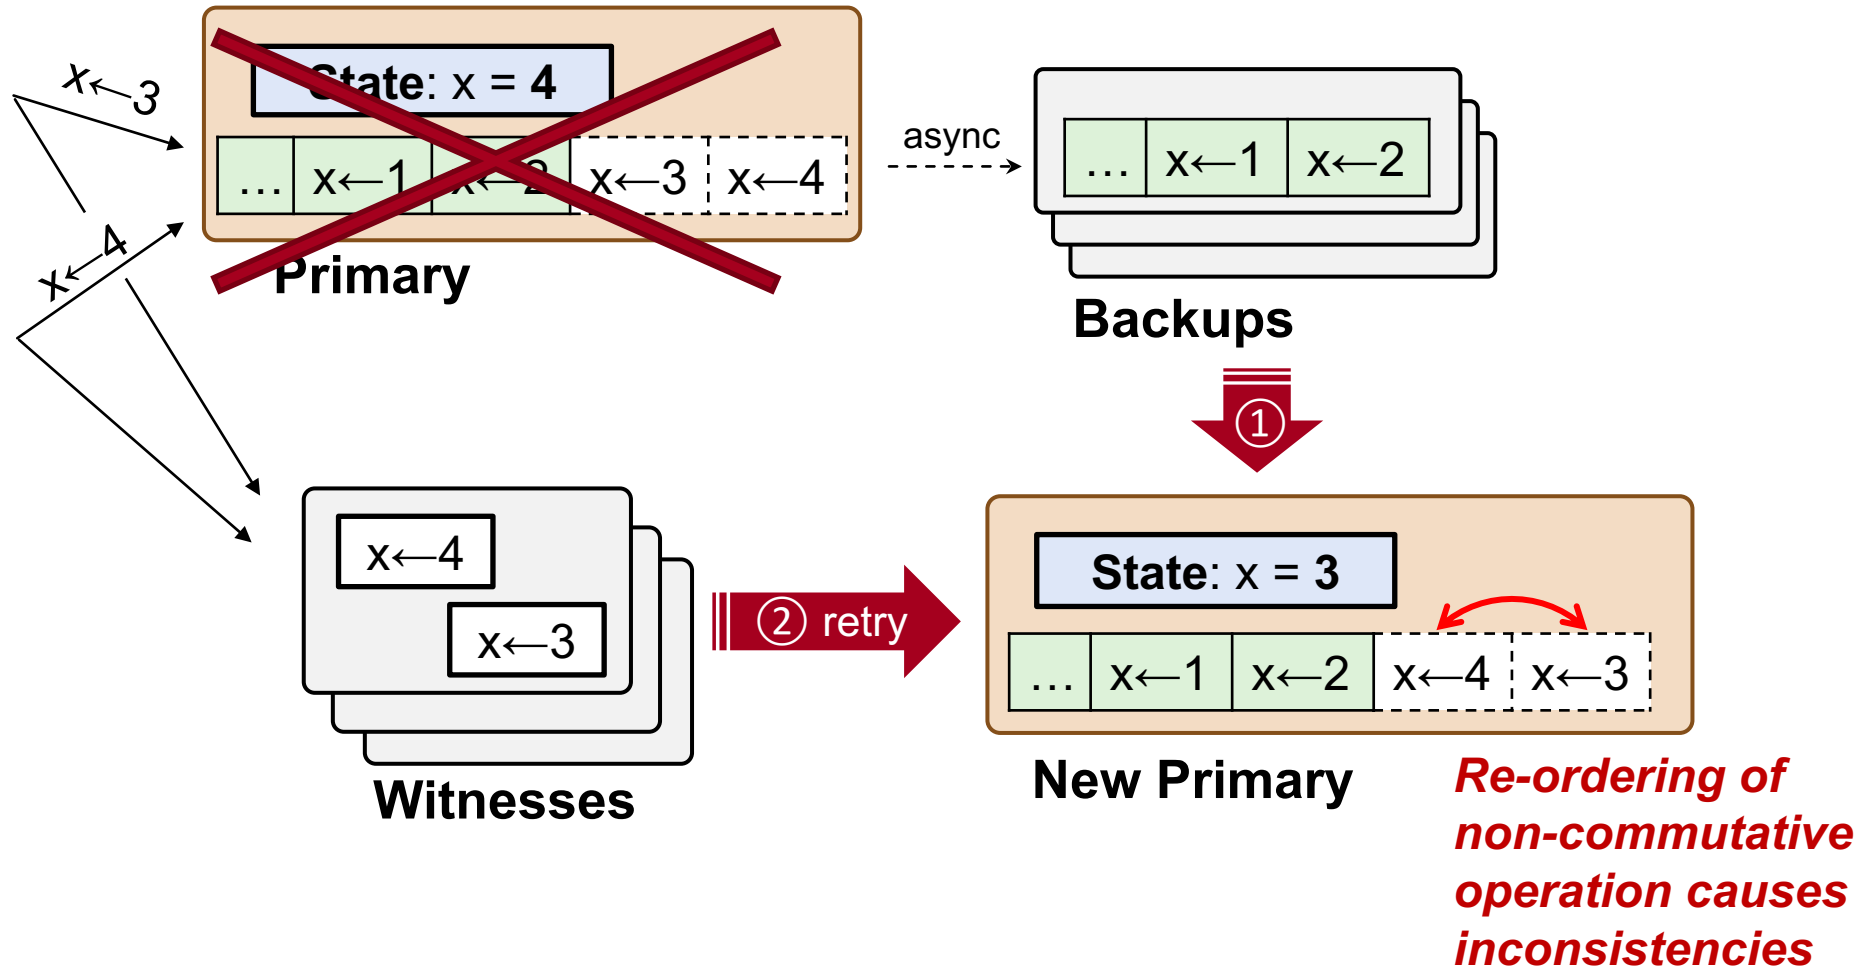 x←3
State: x = 4
… x←1 x←2 x←3 x←4
Primary
x←4
async
… x←1 x←2
Backups
①
x←4
x←3
Witnesses
② retry
State: x = 3
… x←1 x←2 x←4 x←3
New Primary
Re-ordering of
non-commutative
operation causes
inconsistencies